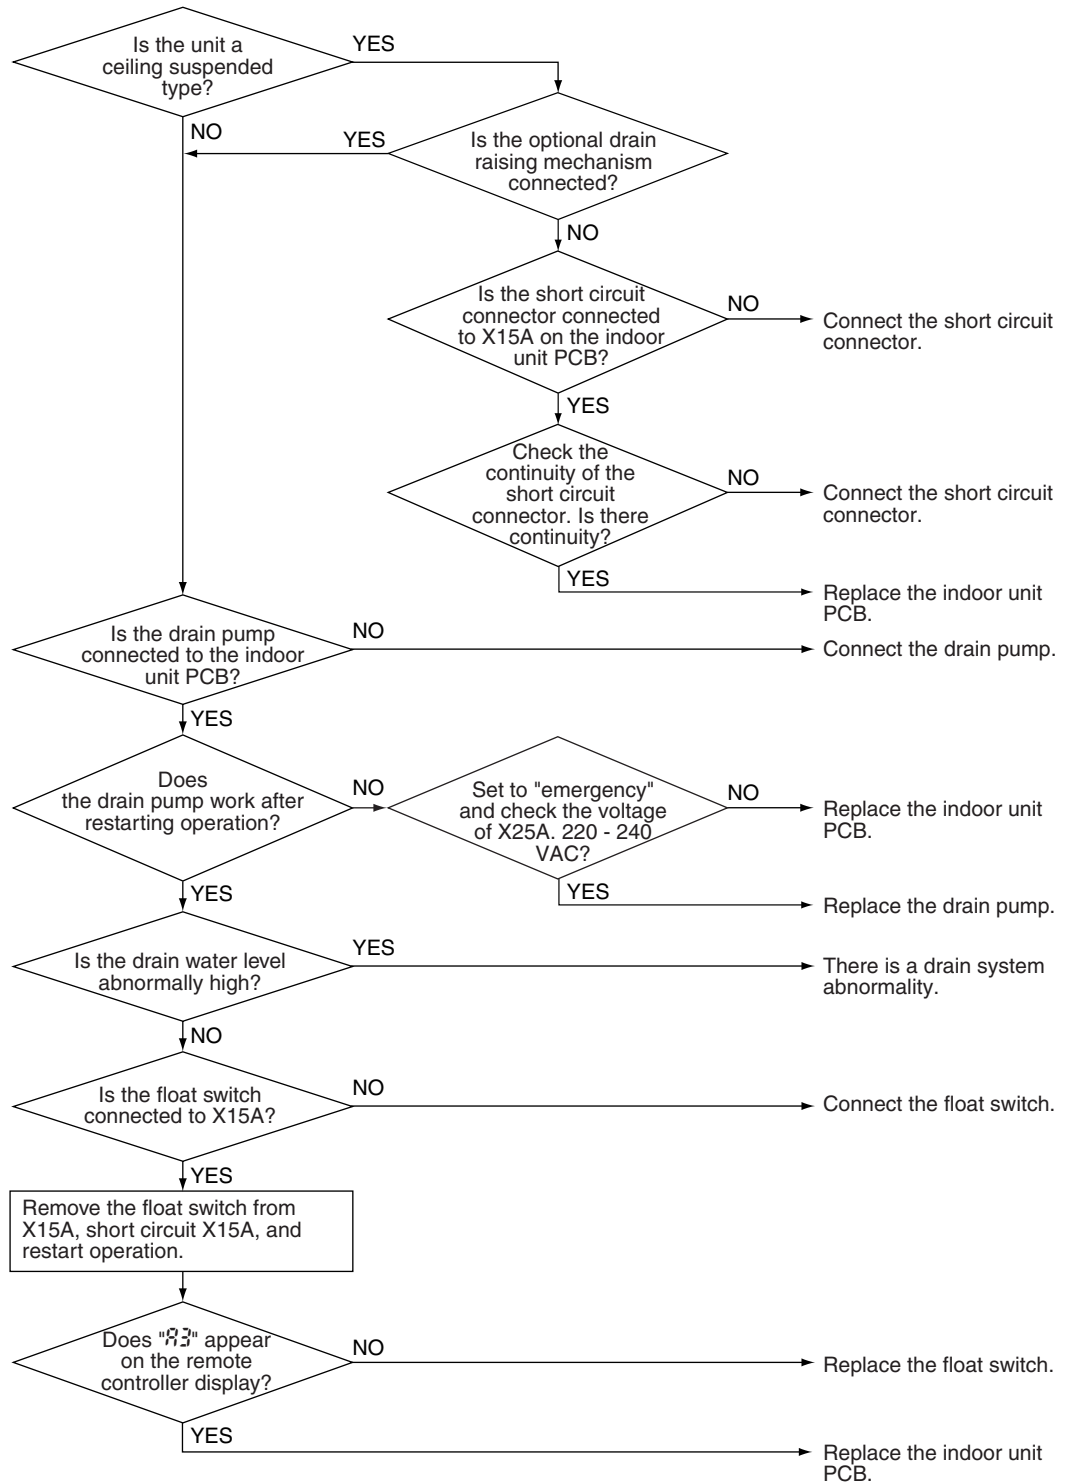 Is the unit a
ceiling suspended
type?
YES
NO
YES
Is the optional drain
raising mechanism
connected?
NO
Is the short circuit
connector connected
to X15A on the indoor
unit PCB?
NO
Connect the short circuit
connector.
YES
Check the
continuity of the
short circuit
connector. Is there
continuity?
NO
Connect the short circuit
connector.
YES
Replace the indoor unit
PCB.
Is the drain pump
connected to the indoor
unit PCB?
NO
Connect the drain pump.
YES
Does
the drain pump work after
restarting operation?
NO
Set to "emergency"
and check the voltage
of X25A. 220 - 240
VAC?
NO
Replace the indoor unit
PCB.
YES
Replace the drain pump.
YES
Is the drain water level
abnormally high?
YES
There is a drain system
abnormality.
NO
Is the float switch
connected to X15A?
NO
Connect the float switch.
YES
Remove the float switch from
X15A, short circuit X15A, and
restart operation.
Does "A3" appear
on the remote
controller display?
NO
Replace the float switch.
YES
Replace the indoor unit
PCB.